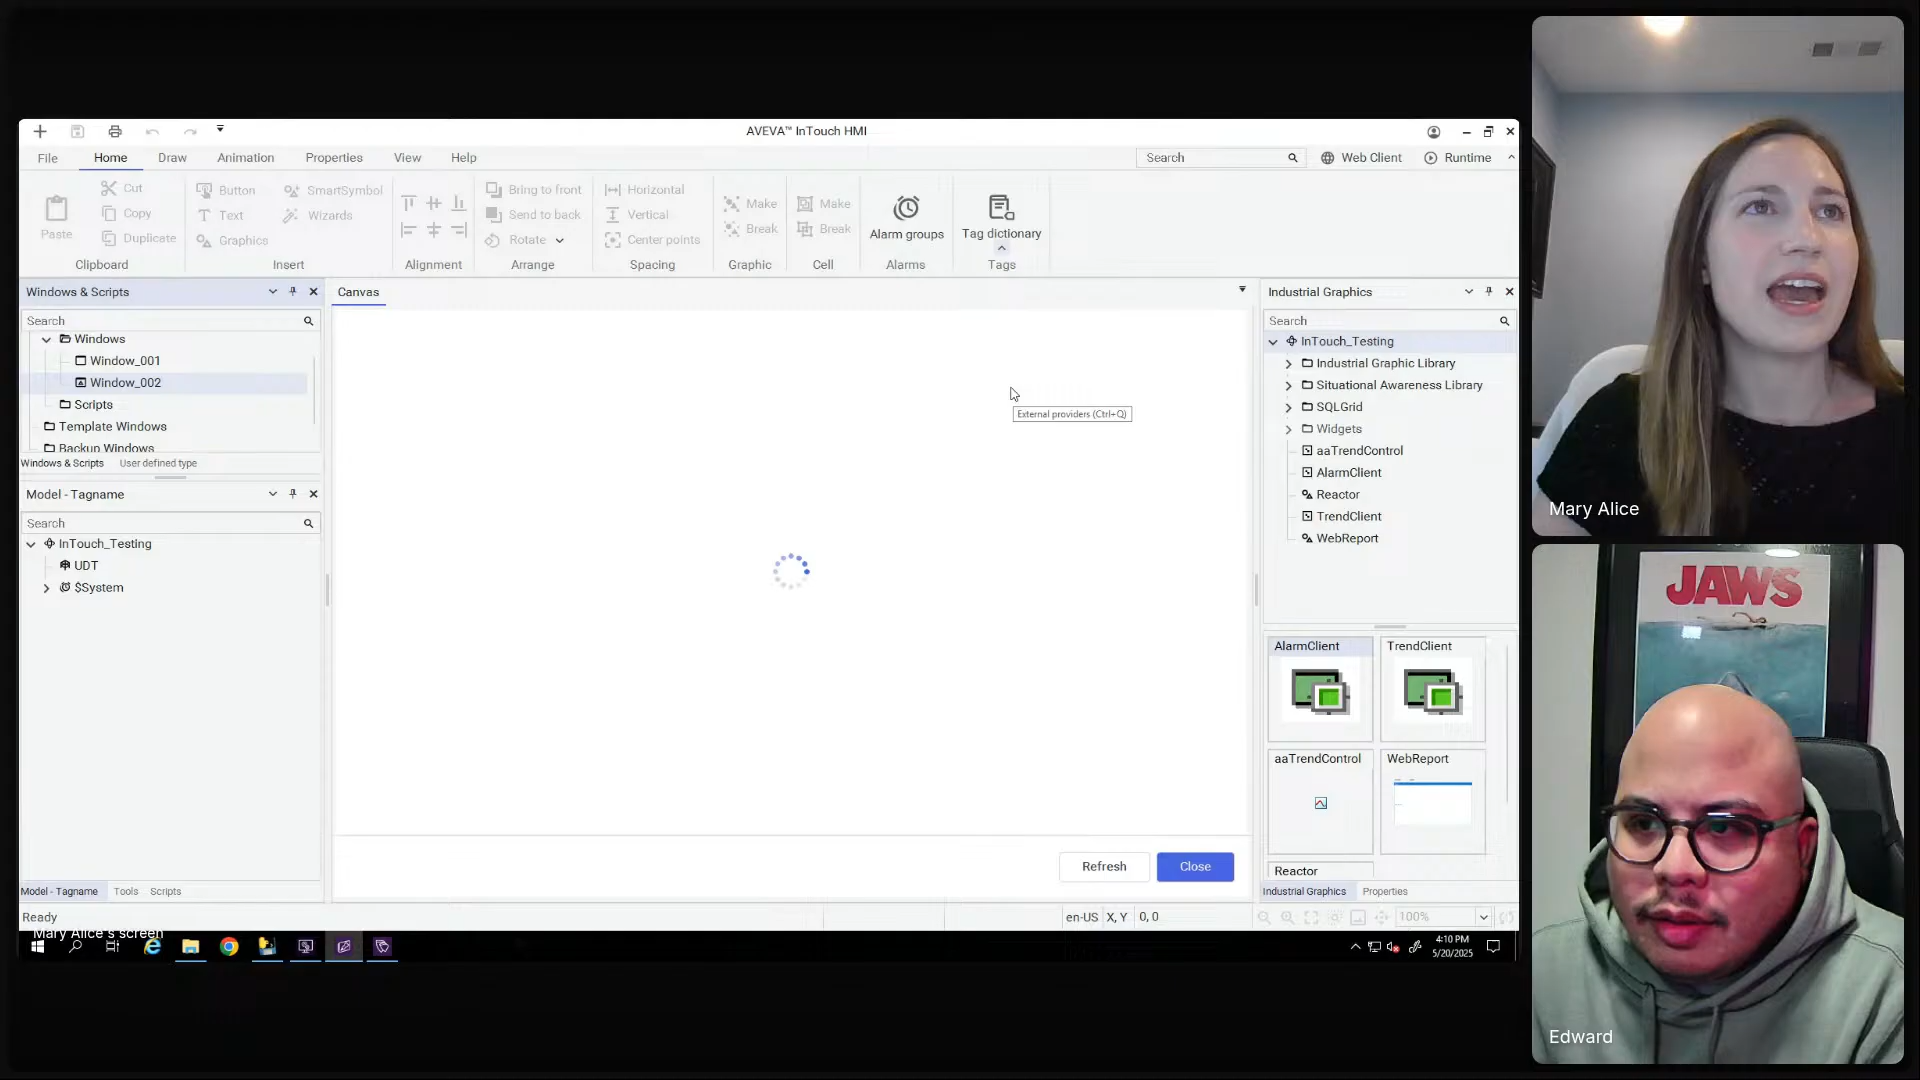 AVEVA™ InTouch HMI
File
Home
Draw
Animation
Properties
View
Help
Search
Web Client
Runtime
Paste
Cut
Copy
Duplicate
Clipboard
Button
Text
Graphics
SmartSymbol
Wizards
Insert
Alignment
Bring to front
Send to back
Rotate
Arrange
Horizontal
Vertical
Center points
Spacing
Make
Break
Graphic
Make
Break
Cell
Alarm groups
Alarms
Tag dictionary
Tags
Windows & Scripts
Search
Windows
Window_001
Window_002
Scripts
Template Windows
Backup Windows
Windows & Scripts
User defined type
Model - Tagname
Search
InTouch_Testing
UDT
$System
Model - Tagname
Tools
Scripts
Canvas
External providers (Ctrl+Q)
Refresh
Close
Industrial Graphics
Search
InTouch_Testing
Industrial Graphic Library
Situational Awareness Library
SQLGrid
Widgets
aaTrendControl
AlarmClient
Reactor
TrendClient
WebReport
AlarmClient
TrendClient
aaTrendControl
WebReport
Reactor
Industrial Graphics
Properties
Ready
en-US
X, Y
0, 0
100%
Mary Alice's screen
4:10 PM
5/20/2025
Mary Alice
JAWS
Edward